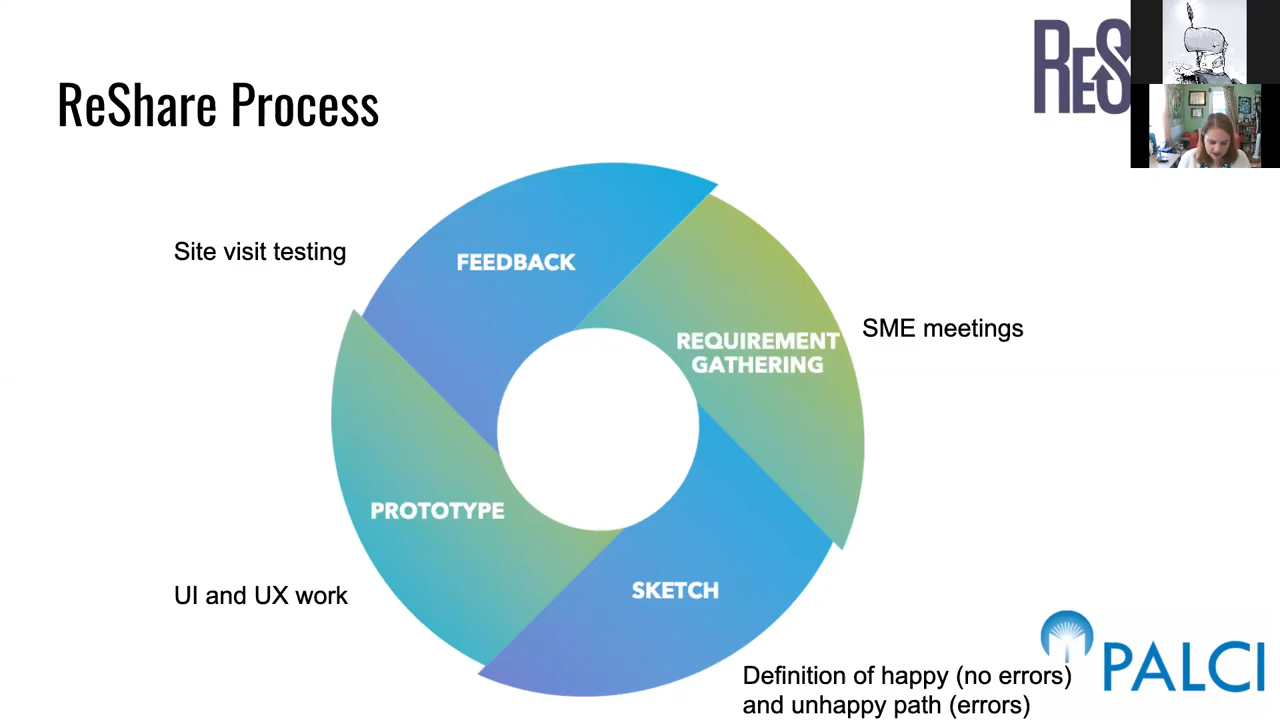 ReS
ReShare Process
FEEDBACK
Site visit testing
SME meetings
REQUIREMENT
GATHERING
PROTOTYPE
SKETCH
UI and UX work
Definition of happy (no errors)
and unhappy path (errors)
PALCI